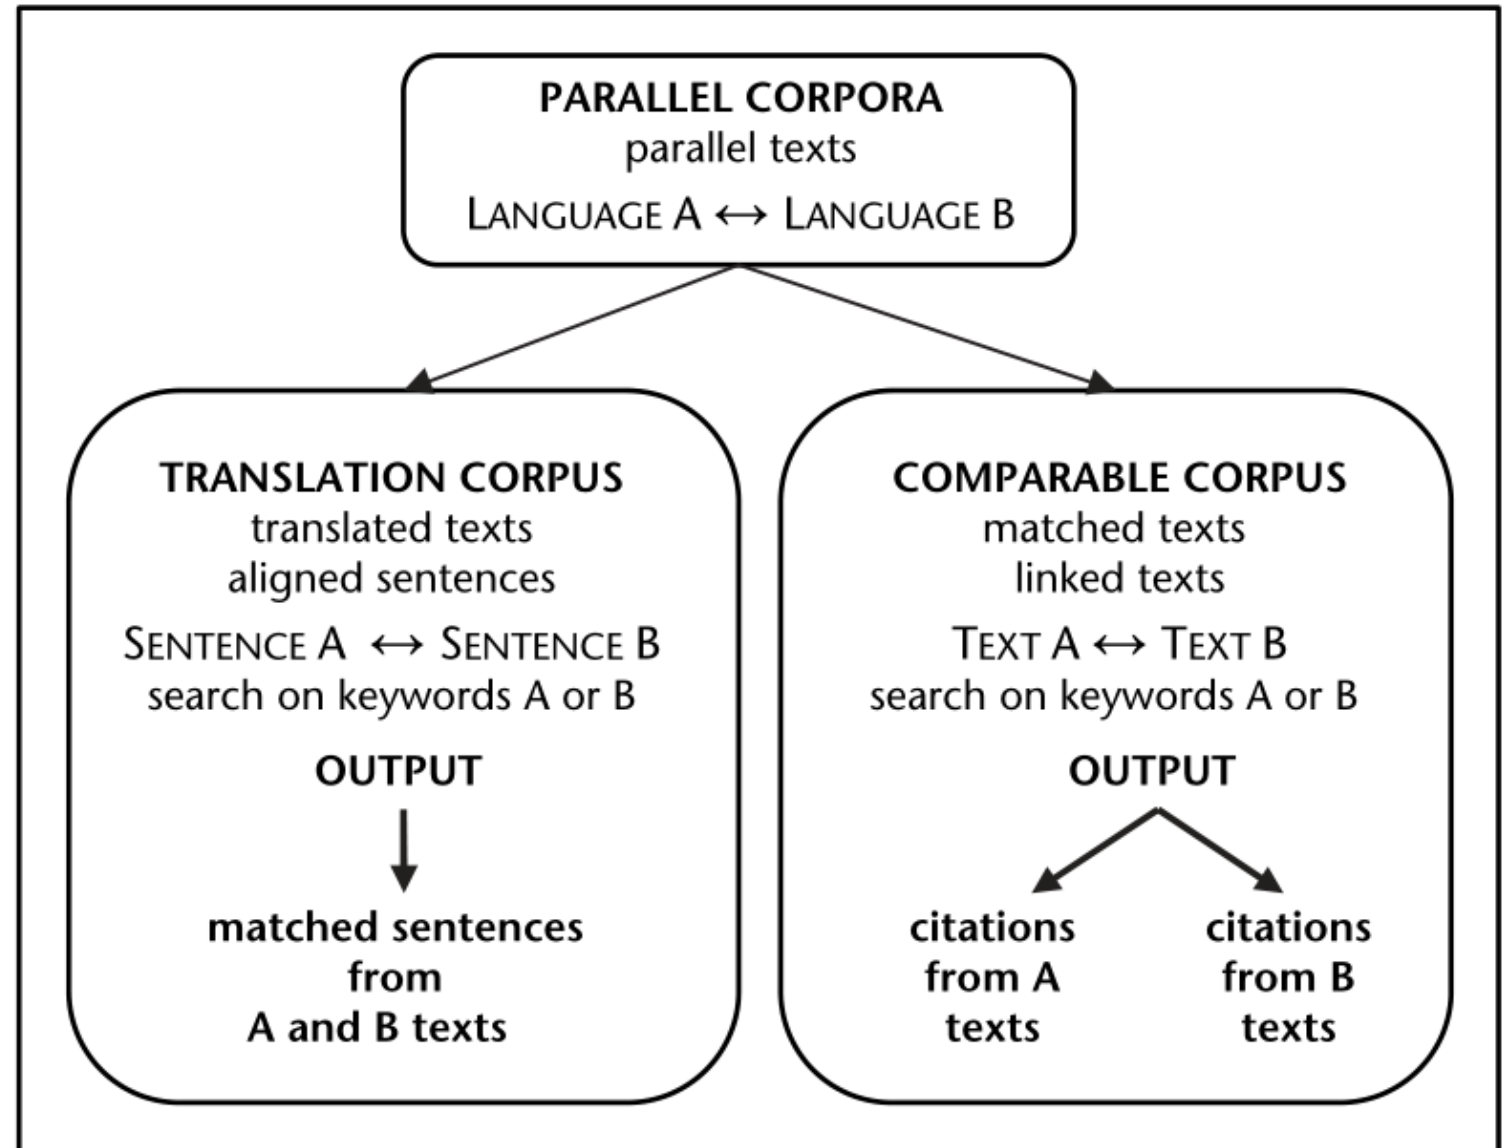 PARALLEL CORPORA
parallel texts
LANGUAGE A ↔ LANGUAGE B
TRANSLATION CORPUS
translated texts
aligned sentences
SENTENCE A ↔ SENTENCE B
search on keywords A or B
OUTPUT
matched sentences
from
A and B texts
COMPARABLE CORPUS
matched texts
linked texts
TEXT A ↔ TEXT B
search on keywords A or B
OUTPUT
citations
from A
texts
citations
from B
texts